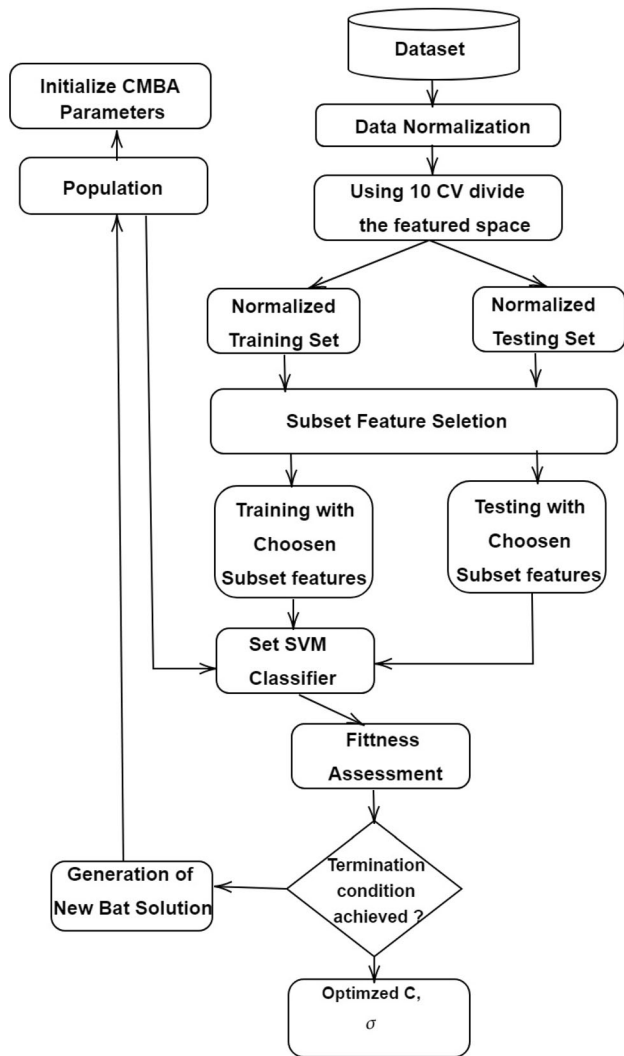 Dataset
Initialize CMBA
Parameters
Data Normalization
Population
Using 10 CV divide
the featured space
Normalized
Training Set
Normalized
Testing Set
Subset Feature Seletion
Training with
Choosen
Subset features
Testing with
Choosen
Subset features
Set SVM
Classifier
Fittness
Assessment
Termination
condition
achieved ?
Generation of
New Bat Solution
Optimzed C,
σ